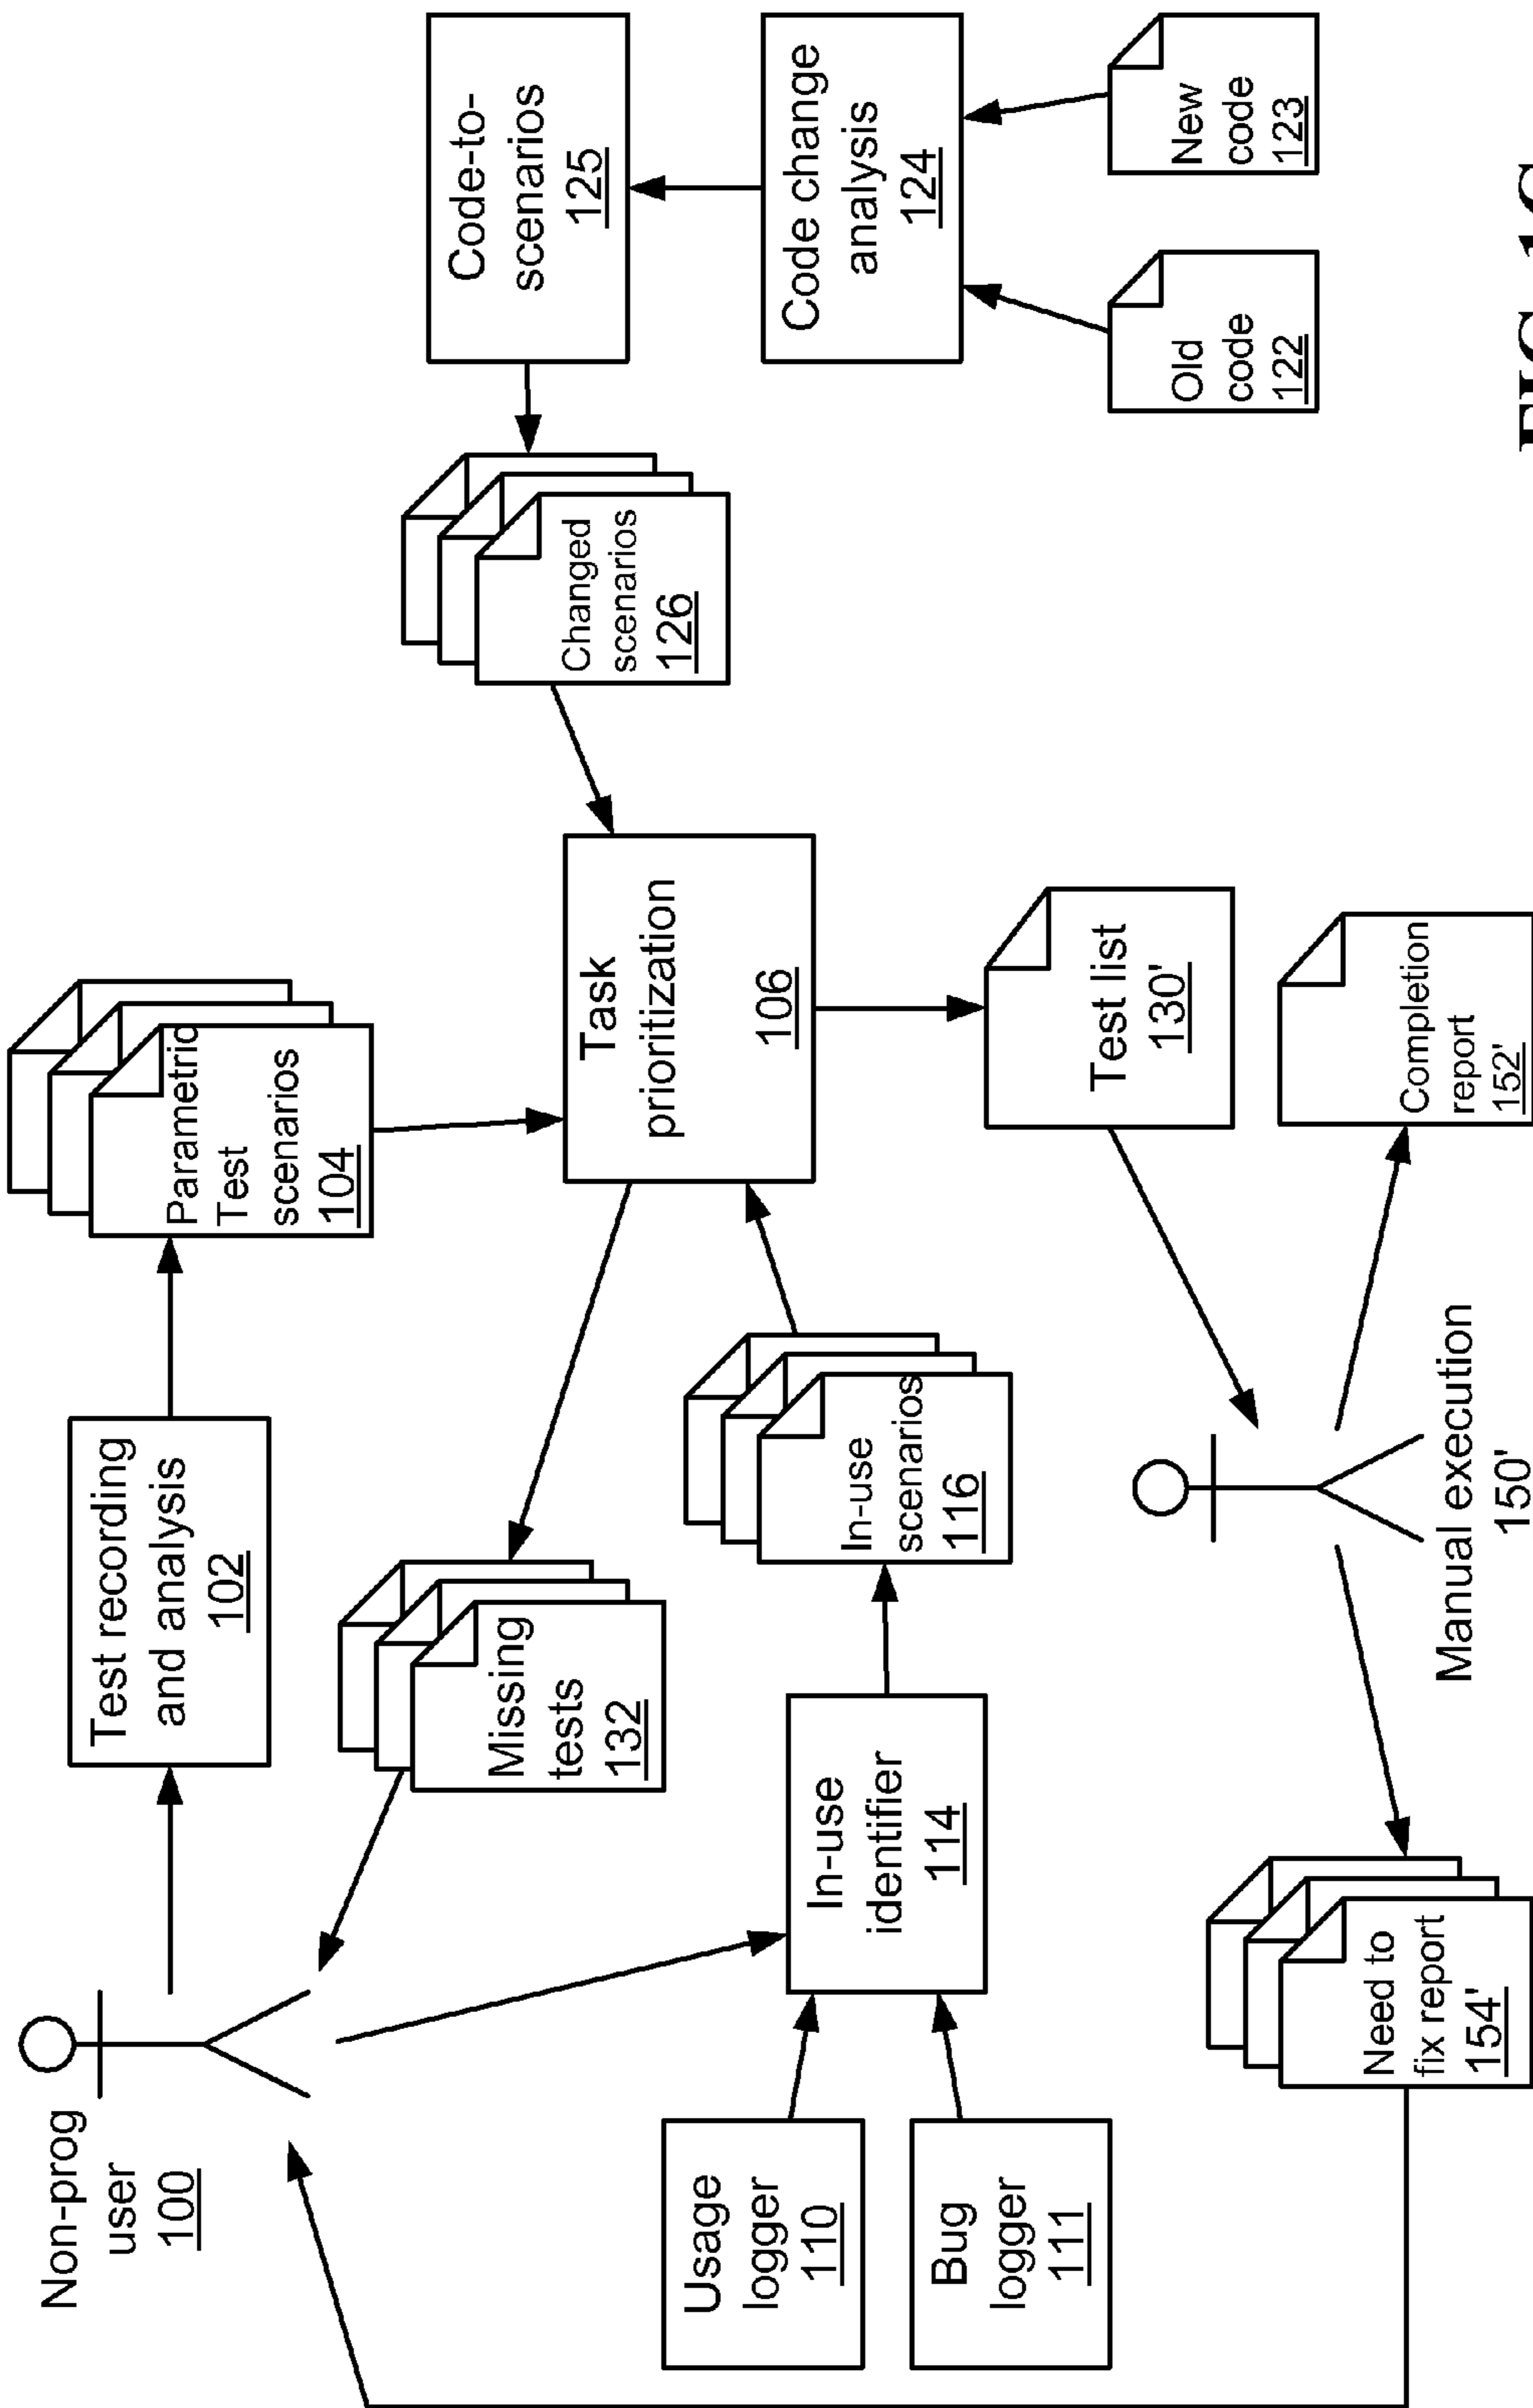 Non-prog
user
100
Test recording
and analysis
102
Parametric
Test
scenarios
104
Missing
tests
132
Task
prioritization
106
Changed
scenarios
126
Code-to-
scenarios
125
Code change
analysis
124
Old
code
122
New
code
123
Usage
logger
110
Bug
logger
111
In-use
identifier
114
In-use
scenarios
116
Test list
130'
Need to
fix report
154'
Manual execution
150'
Completion
report
152'